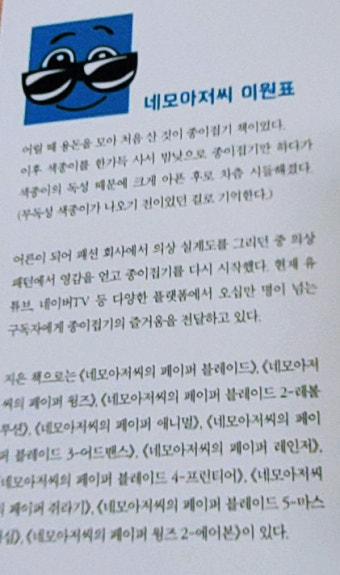 네모아저씨 이원표
어릴 때 용돈을 모아 처음 산 것이 종이접기 책이었다.
이후 색종이를 한가득 사서 밤낮으로 종이접기만 하다가
색종이의 독성 때문에 크게 아픈 후로 차츰 시들해졌다.
(무독성 색종이가 나오기 전이었던 걸로 기억한다.)
어른이 되어 패션 회사에서 의상 설계도를 그리던 중 의상
패턴에서 영감을 얻고 종이접기를 다시 시작했다. 현재 유
튜브, 네이버TV 등 다양한 플랫폼에서 오십만 명이 넘는
구독자에게 종이접기의 즐거움을 전달하고 있다.
지은 책으로는 《네모아저씨의 페이퍼 블레이드》, 《네모아저
씨의 페이퍼 윙즈》, 《네모아저씨의 페이퍼 블레이드 2-레볼
루션》, 《네모아저씨의 페이퍼 애니멀》, 《네모아저씨의 페이
퍼 블레이드 3-어드밴스》, 《네모아저씨의 페이퍼 레인저》,
네모아저씨의 페이퍼 블레이드 4-프런티어》, 《네모아저씨
의 페이퍼 쥬라기》, 《네모아저씨의 페이퍼 블레이드 5-마스
》, 《네모아저씨의 페이퍼 윙즈 2-에이본》이 있다.